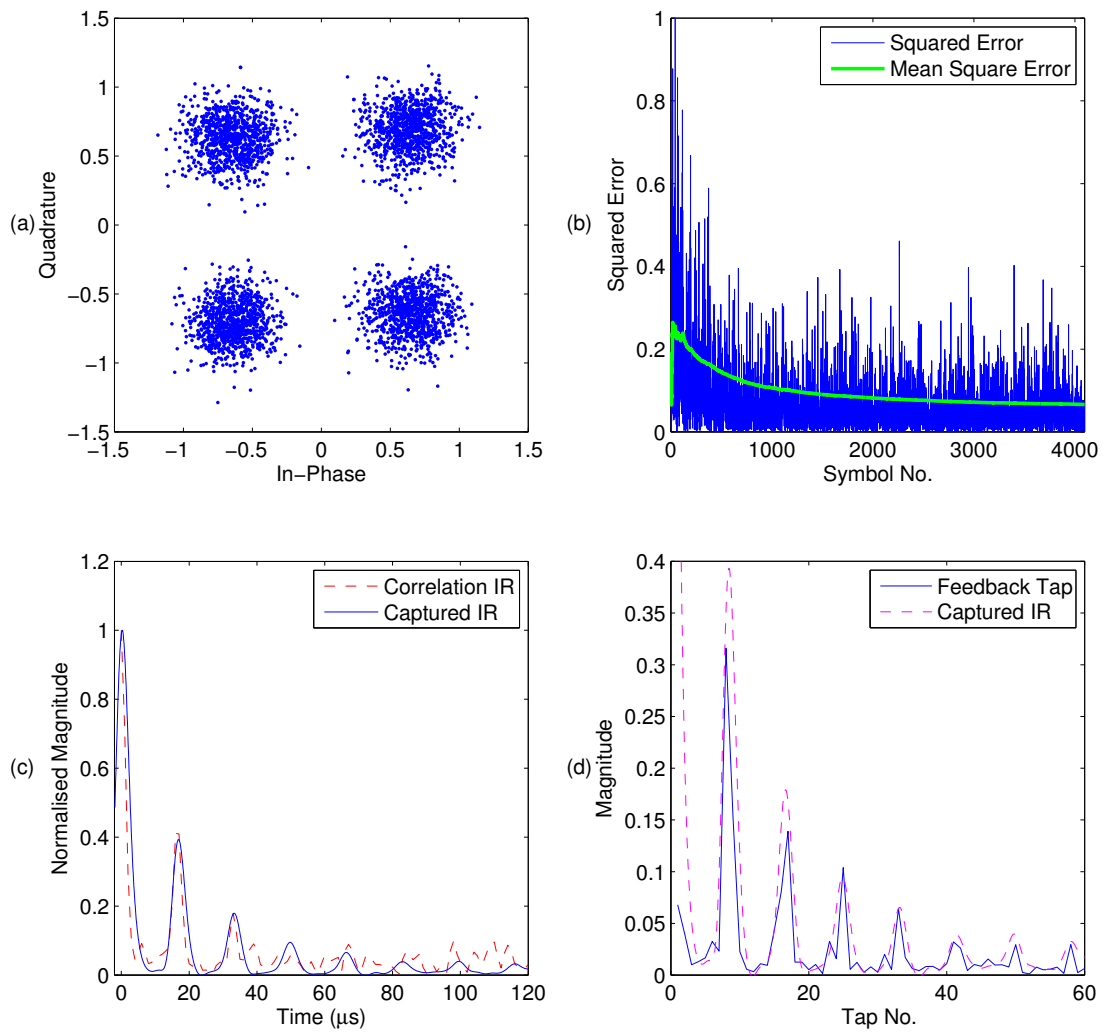 (a)
Quadrature
1.5
1
0.5
0
−0.5
−1
−1.5
−1.5 −1 −0.5 0 0.5 1 1.5
In−Phase
(b)
Squared Error
1
0.8
0.6
0.4
0.2
0
Squared Error
Mean Square Error
0 1000 2000 3000 4000
Symbol No.
(c)
Normalised Magnitude
1.2
1
0.8
0.6
0.4
0.2
0
Correlation IR
Captured IR
0 20 40 60 80 100 120
Time (μs)
(d)
Magnitude
0.4
0.35
0.3
0.25
0.2
0.15
0.1
0.05
0
Feedback Tap
Captured IR
0 20 40 60
Tap No.